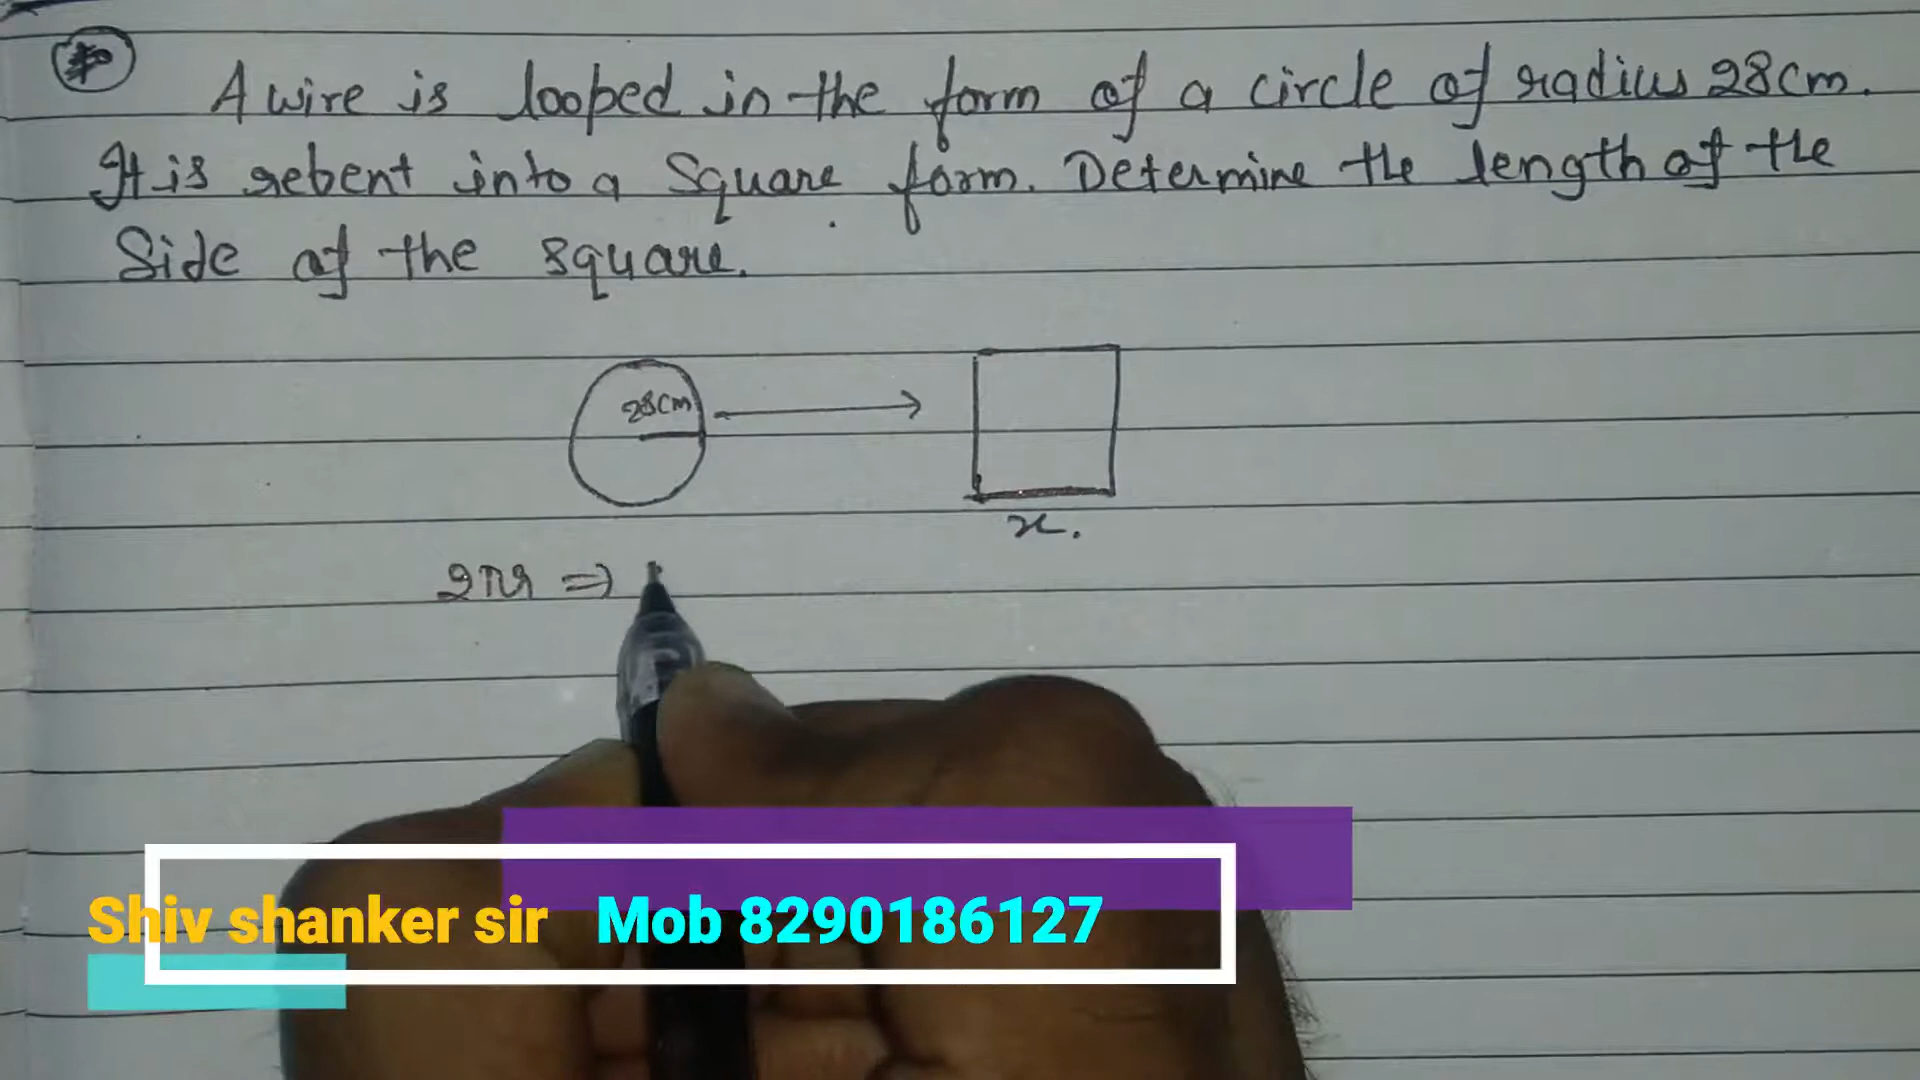 A wire is looped in the form of a circle of radius 28cm.
It is rebent into a square form. Determine the length of the
Side of the square.
28cm
x.
2πr ⇒
Shiv shanker sir Mob 8290186127